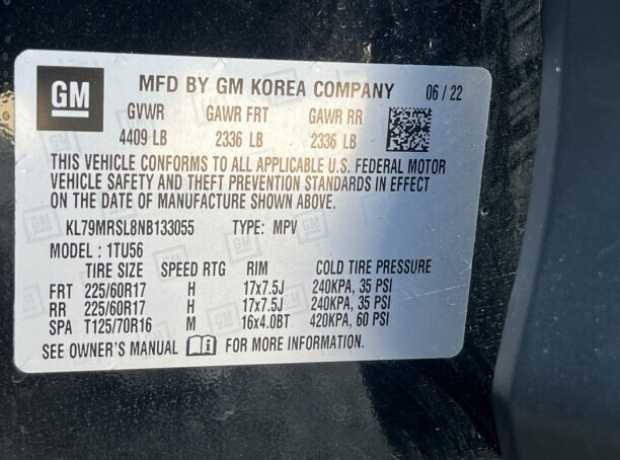 GM MFD BY GM KOREA COMPANY 06 / 22
GVWR GAWR FRT GAWR RR
4409 LB 2336 LB 2336 LB
THIS VEHICLE CONFORMS TO ALL APPLICABLE U.S. FEDERAL MOTOR
VEHICLE SAFETY AND THEFT PREVENTION STANDARDS IN EFFECT
ON THE DATE OF MANUFACTURE SHOWN ABOVE.
KL79MRSL8NB133055 TYPE: MPV
MODEL : 1TU56
TIRE SIZE SPEED RTG RIM COLD TIRE PRESSURE
FRT 225/60R17 H 17x7.5J 240KPA, 35 PSI
RR 225/60R17 H 17x7.5J 240KPA, 35 PSI
SPA T125/70R16 M 16x4.0BT 420KPA, 60 PSI
SEE OWNER'S MANUAL FOR MORE INFORMATION.